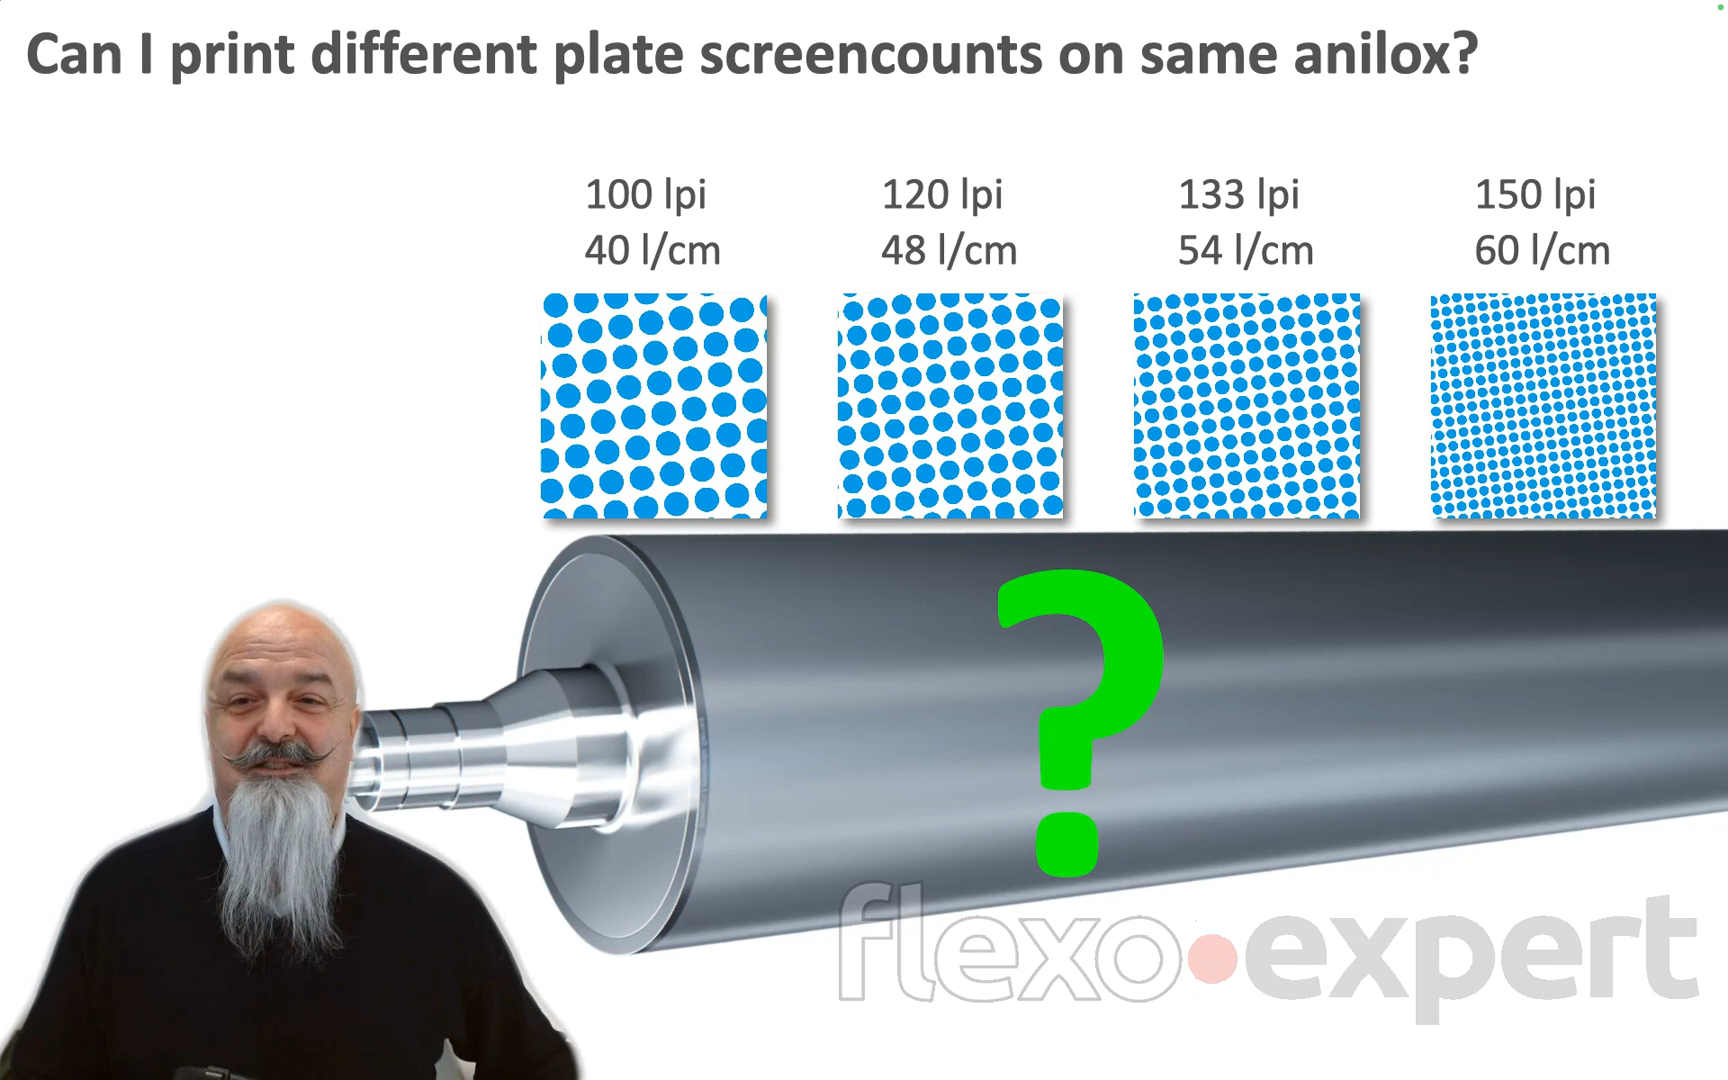 Can I print different plate screencounts on same anilox?
100 lpi
40 l/cm
120 lpi
48 l/cm
133 lpi
54 l/cm
150 lpi
60 l/cm
?
flexo•expert